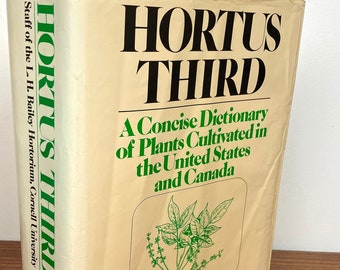 HORTUS
THIRD
A Concise Dictionary
of Plants Cultivated in
the United States
and Canada
HORTUS THIRD
Staff of the L. H. Bailey Hortorium, Cornell University